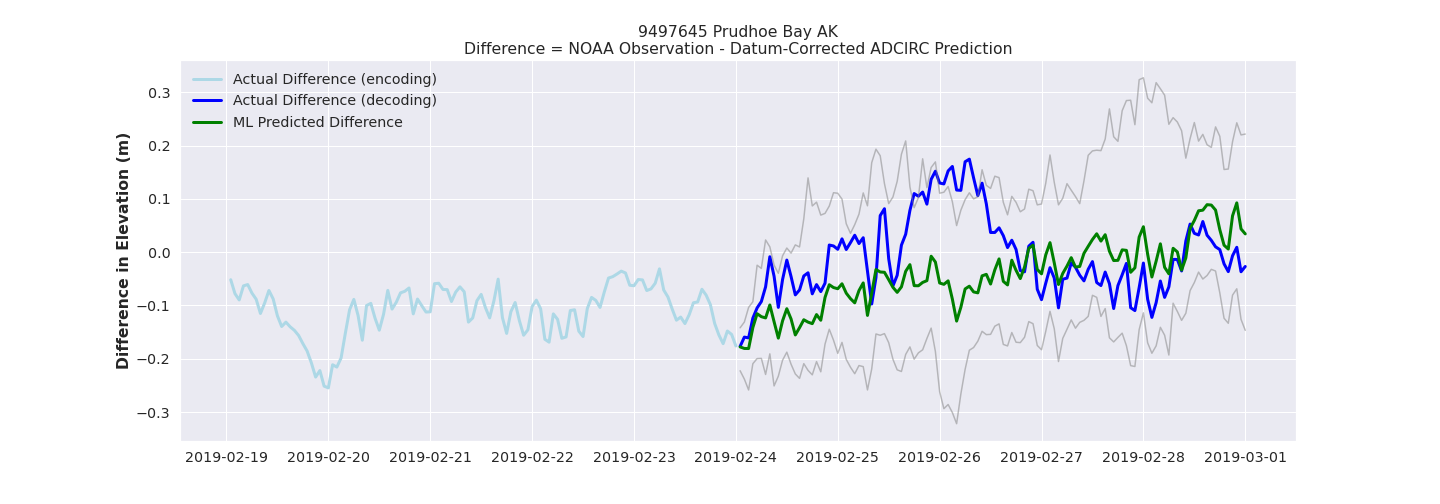 9497645 Prudhoe Bay AK
Difference = NOAA Observation - Datum-Corrected ADCIRC Prediction
Actual Difference (encoding)
Actual Difference (decoding)
ML Predicted Difference
Difference in Elevation (m)
0.3
0.2
0.1
0.0
−0.1
−0.2
−0.3
2019-02-19 2019-02-20 2019-02-21 2019-02-22 2019-02-23 2019-02-24 2019-02-25 2019-02-26 2019-02-27 2019-02-28 2019-03-01